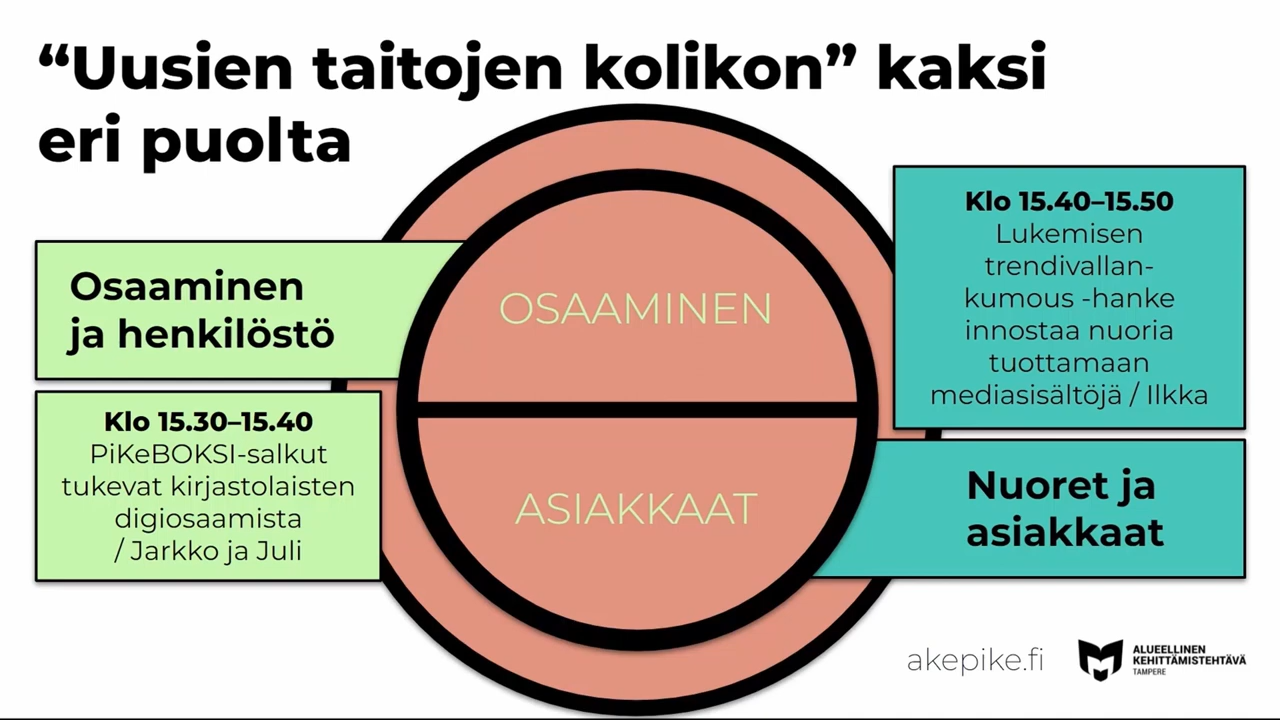 “Uusien taitojen kolikon” kaksi
eri puolta
Osaaminen
ja henkilöstö
Klo 15.30–15.40
PiKeBOKSI-salkut
tukevat kirjastolaisten
digiosaamista
/ Jarkko ja Juli
OSAAMINEN
ASIAKKAAT
Klo 15.40–15.50
Lukemisen
trendivallan-
kumous -hanke
innostaa nuoria
tuottamaan
mediasisältöjä / Ilkka
Nuoret ja
asiakkaat
akepike.fi
ALUEELLINEN
KEHITTÄMISTEHTÄVÄ
TAMPERE